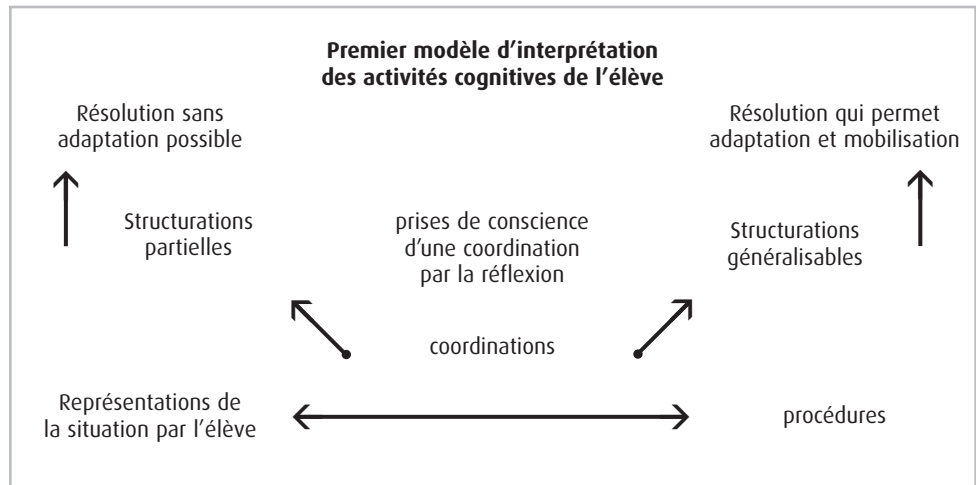 Premier modèle d'interprétation
des activités cognitives de l'élève
Résolution sans
adaptation possible
Résolution qui permet
adaptation et mobilisation
Structurations
partielles
prises de conscience
d'une coordination
par la réflexion
Structurations
généralisables
coordinations
Représentations de
la situation par l'élève
procédures